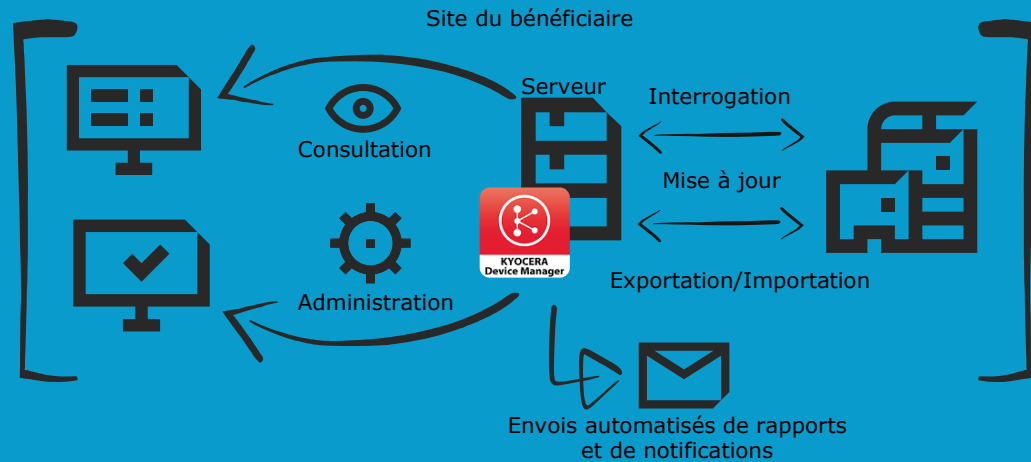 Site du bénéficiaire
Serveur
Interrogation
Consultation
Mise à jour
KYOCERA
Device Manager
Exportation/Importation
Administration
Envois automatisés de rapports
et de notifications